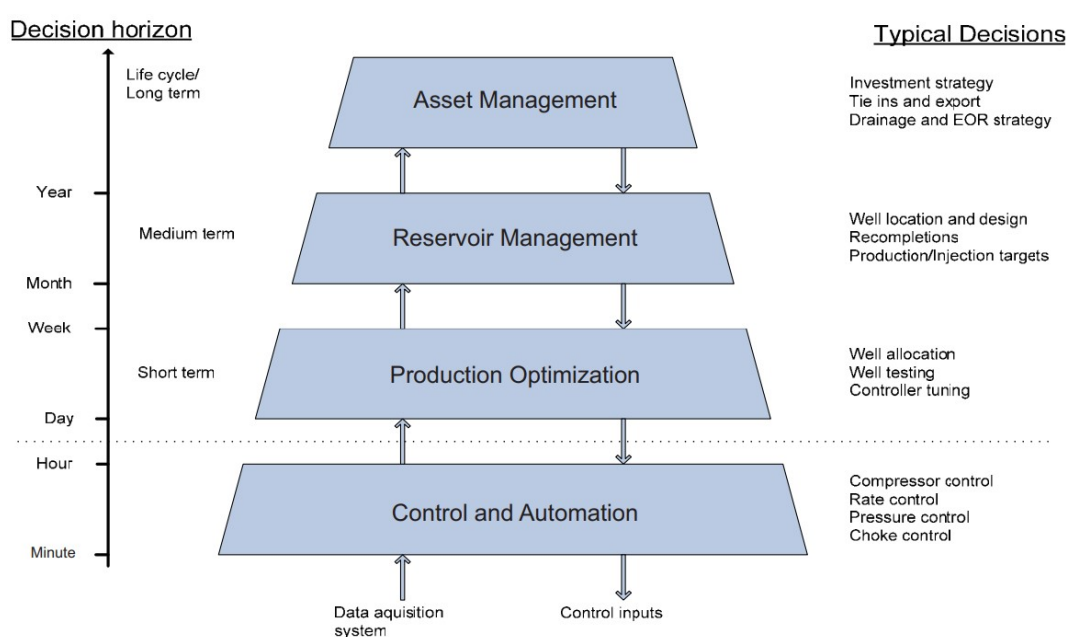 Decision horizon
Typical Decisions
Life cycle/
Long term
Asset Management
Investment strategy
Tie ins and export
Drainage and EOR strategy
Year
Medium term
Reservoir Management
Well location and design
Recompletions
Production/Injection targets
Month
Week
Short term
Production Optimization
Well allocation
Well testing
Controller tuning
Day
Hour
Control and Automation
Compressor control
Rate control
Pressure control
Choke control
Minute
Data aquisition
system
Control inputs